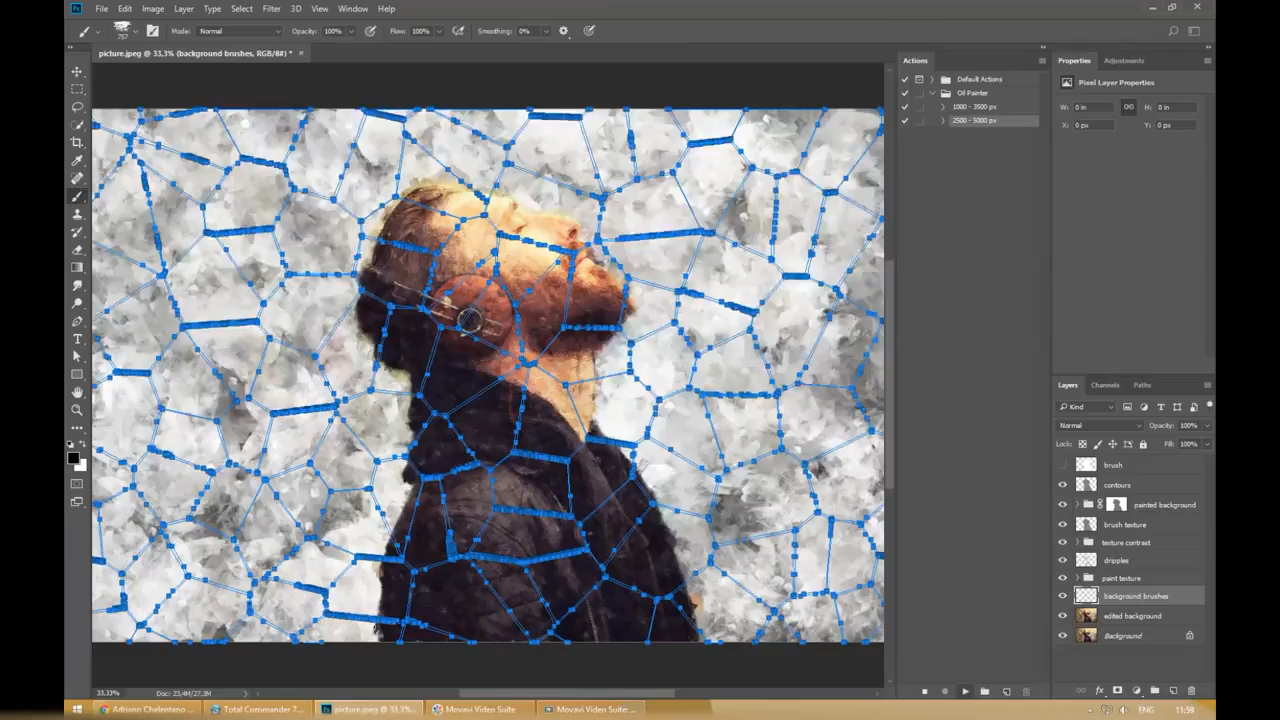 File Edit Image Layer Type Select Filter 3D View Window Help
757 Mode: Normal Opacity: 100% Flow: 100% Smoothing: 0%
picture.jpeg @ 33,3% (background brushes, RGB/8#) * ×
Actions
Default Actions
Oil Painter
1000 - 3500 px
2500 - 5000 px
Properties Adjustments
Pixel Layer Properties
W: 0 in H: 0 in
X: 0 px Y: 0 px
Layers Channels Paths
Kind
Normal Opacity: 100%
Lock: Fill: 100%
brush
contours
painted background
brush texture
texture contrast
dripples
paint texture
background brushes
edited background
Background
33,33% Doc: 23,4M/27,3M
Adriano Chelentano ... Total Commander 7.... picture.jpeg @ 33,3%... Movavi Video Suite Movavi Video Suite: ... ENG 11:59